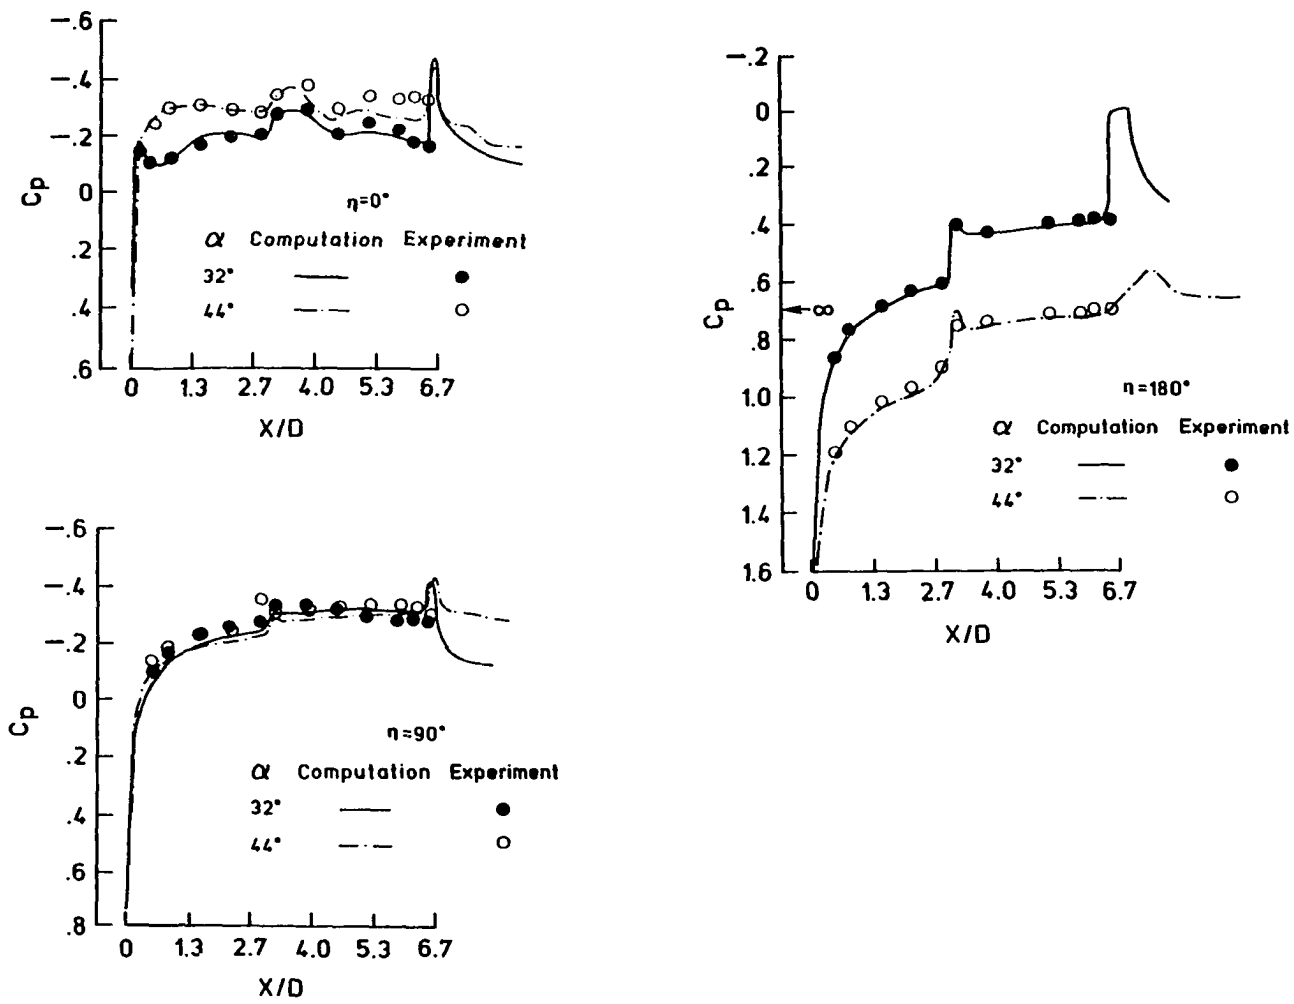 −.6
−.4
−.2
0
.2
.4
.6
Cp
η=0°
α Computation Experiment
32°
44°
0 1.3 2.7 4.0 5.3 6.7
X/D
−.2
0
.2
.4
.6
.8
1.0
1.2
1.4
1.6
Cp
∞
η=180°
α Computation Experiment
32°
44°
0 1.3 2.7 4.0 5.3 6.7
X/D
−.6
−.4
−.2
0
.2
.4
.6
.8
Cp
η=90°
α Computation Experiment
32°
44°
0 1.3 2.7 4.0 5.3 6.7
X/D